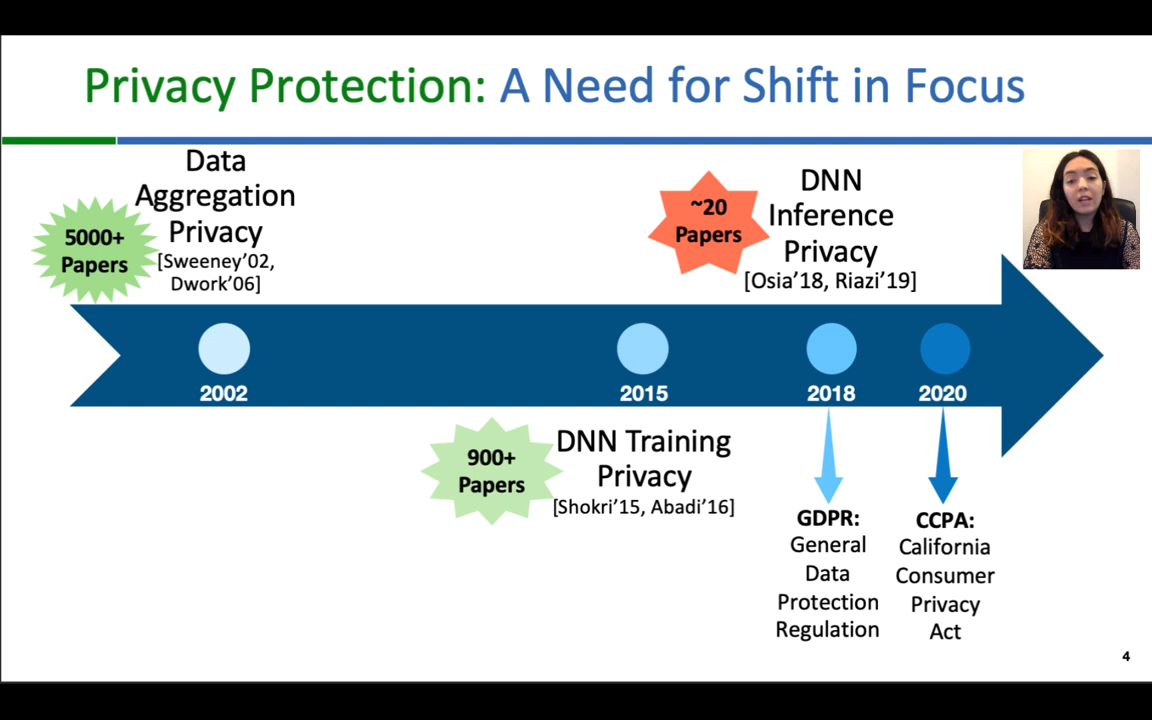 Privacy Protection: A Need for Shift in Focus
Data
Aggregation
Privacy
[Sweeney’02,
Dwork’06]
5000+
Papers
~20
Papers
DNN
Inference
Privacy
[Osia’18, Riazi’19]
2002
2015
2018
2020
900+
Papers
DNN Training
Privacy
[Shokri’15, Abadi’16]
GDPR:
General
Data
Protection
Regulation
CCPA:
California
Consumer
Privacy
Act
4